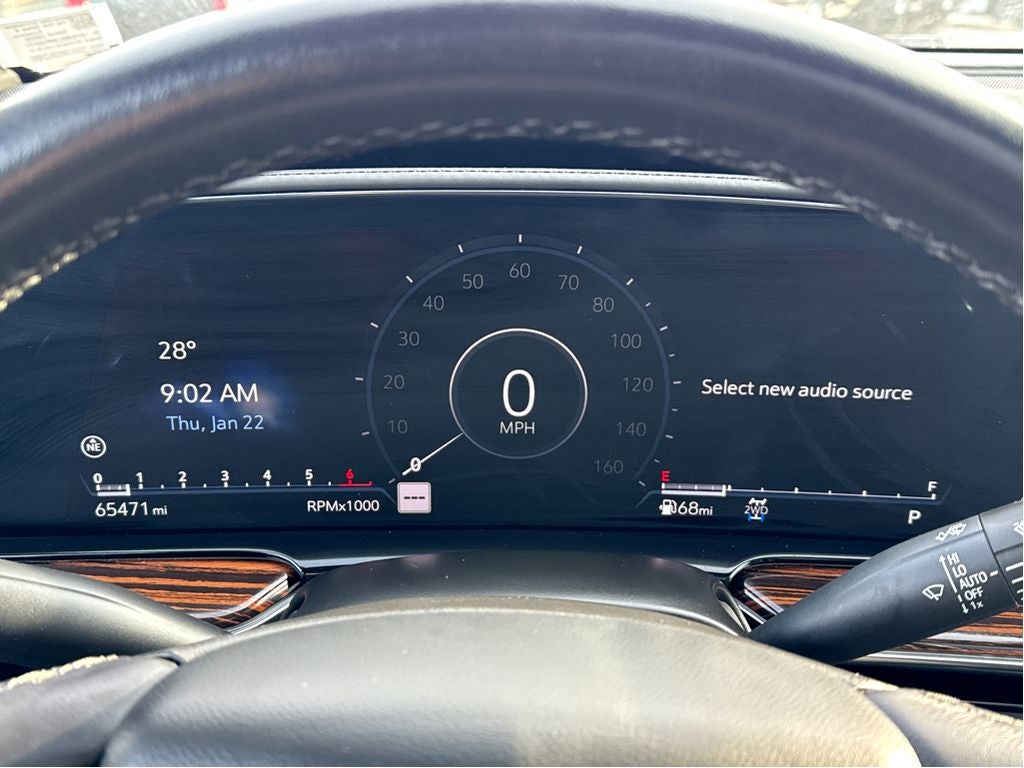 28°
9:02 AM
Thu, Jan 22
NE
0 1 2 3 4 5 6
65471 mi
RPMx1000
0 10 20 30 40 50 60 70 80 100 120 140 160
0
MPH
---
Select new audio source
E F
68mi
2WD
P
HI
LO
AUTO
OFF
1x